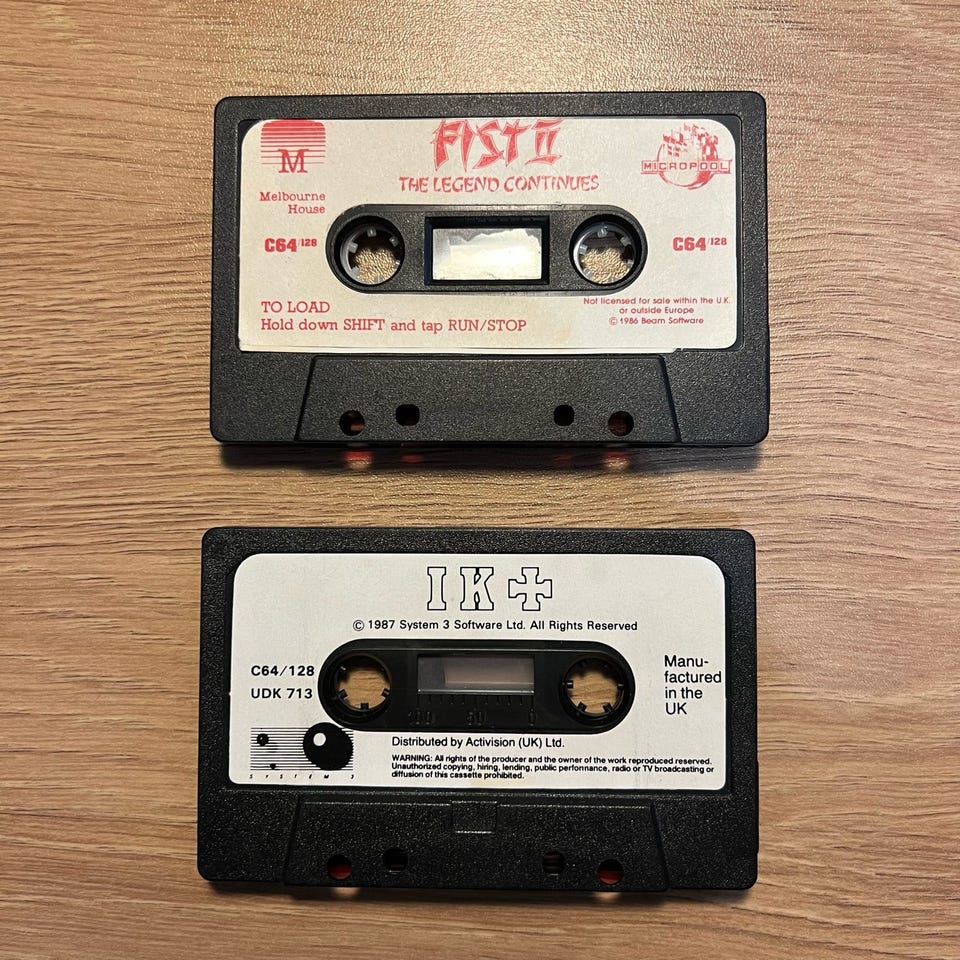 FIST II
THE LEGEND CONTINUES
M
Melbourne
House
MICROPOOL
C64/128
C64/128
TO LOAD
Hold down SHIFT and tap RUN/STOP
Not licensed for sale within the U.K.
or outside Europe
© 1986 Beam Software
IK+
© 1987 System 3 Software Ltd. All Rights Reserved
C64/128
UDK 713
Manu-
factured
in the
UK
100 50 0
SYSTEM 3
Distributed by Activision (UK) Ltd.
WARNING: All rights of the producer and the owner of the work reproduced reserved.
Unauthorized copying, hiring, lending, public performance, radio or TV broadcasting or
diffusion of this cassette prohibited.